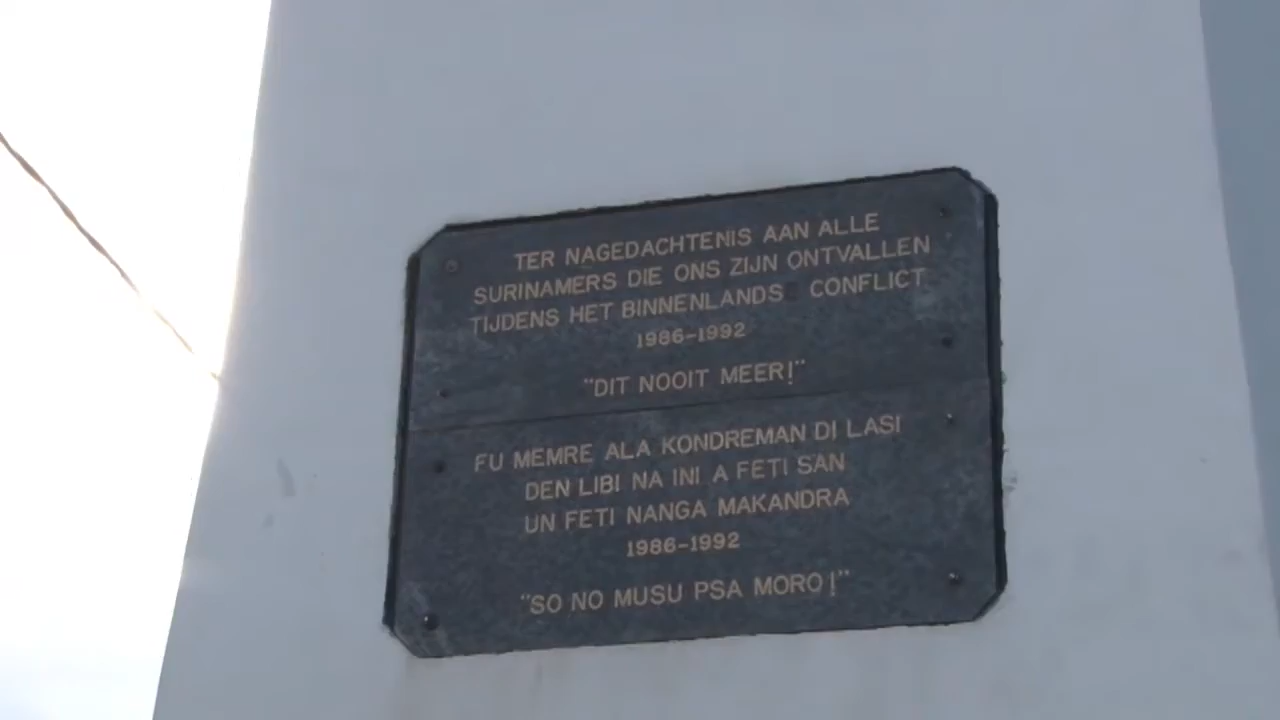 TER NAGEDACHTENIS AAN ALLE
SURINAMERS DIE ONS ZIJN ONTVALLEN
TIJDENS HET BINNENLANDS CONFLICT
1986-1992
"DIT NOOIT MEER!"
FU MEMRE ALA KONDREMAN DI LASI
DEN LIBI NA INI A FETI SAN
UN FETI NANGA MAKANDRA
1986-1992
"SO NO MUSU PSA MORO!"